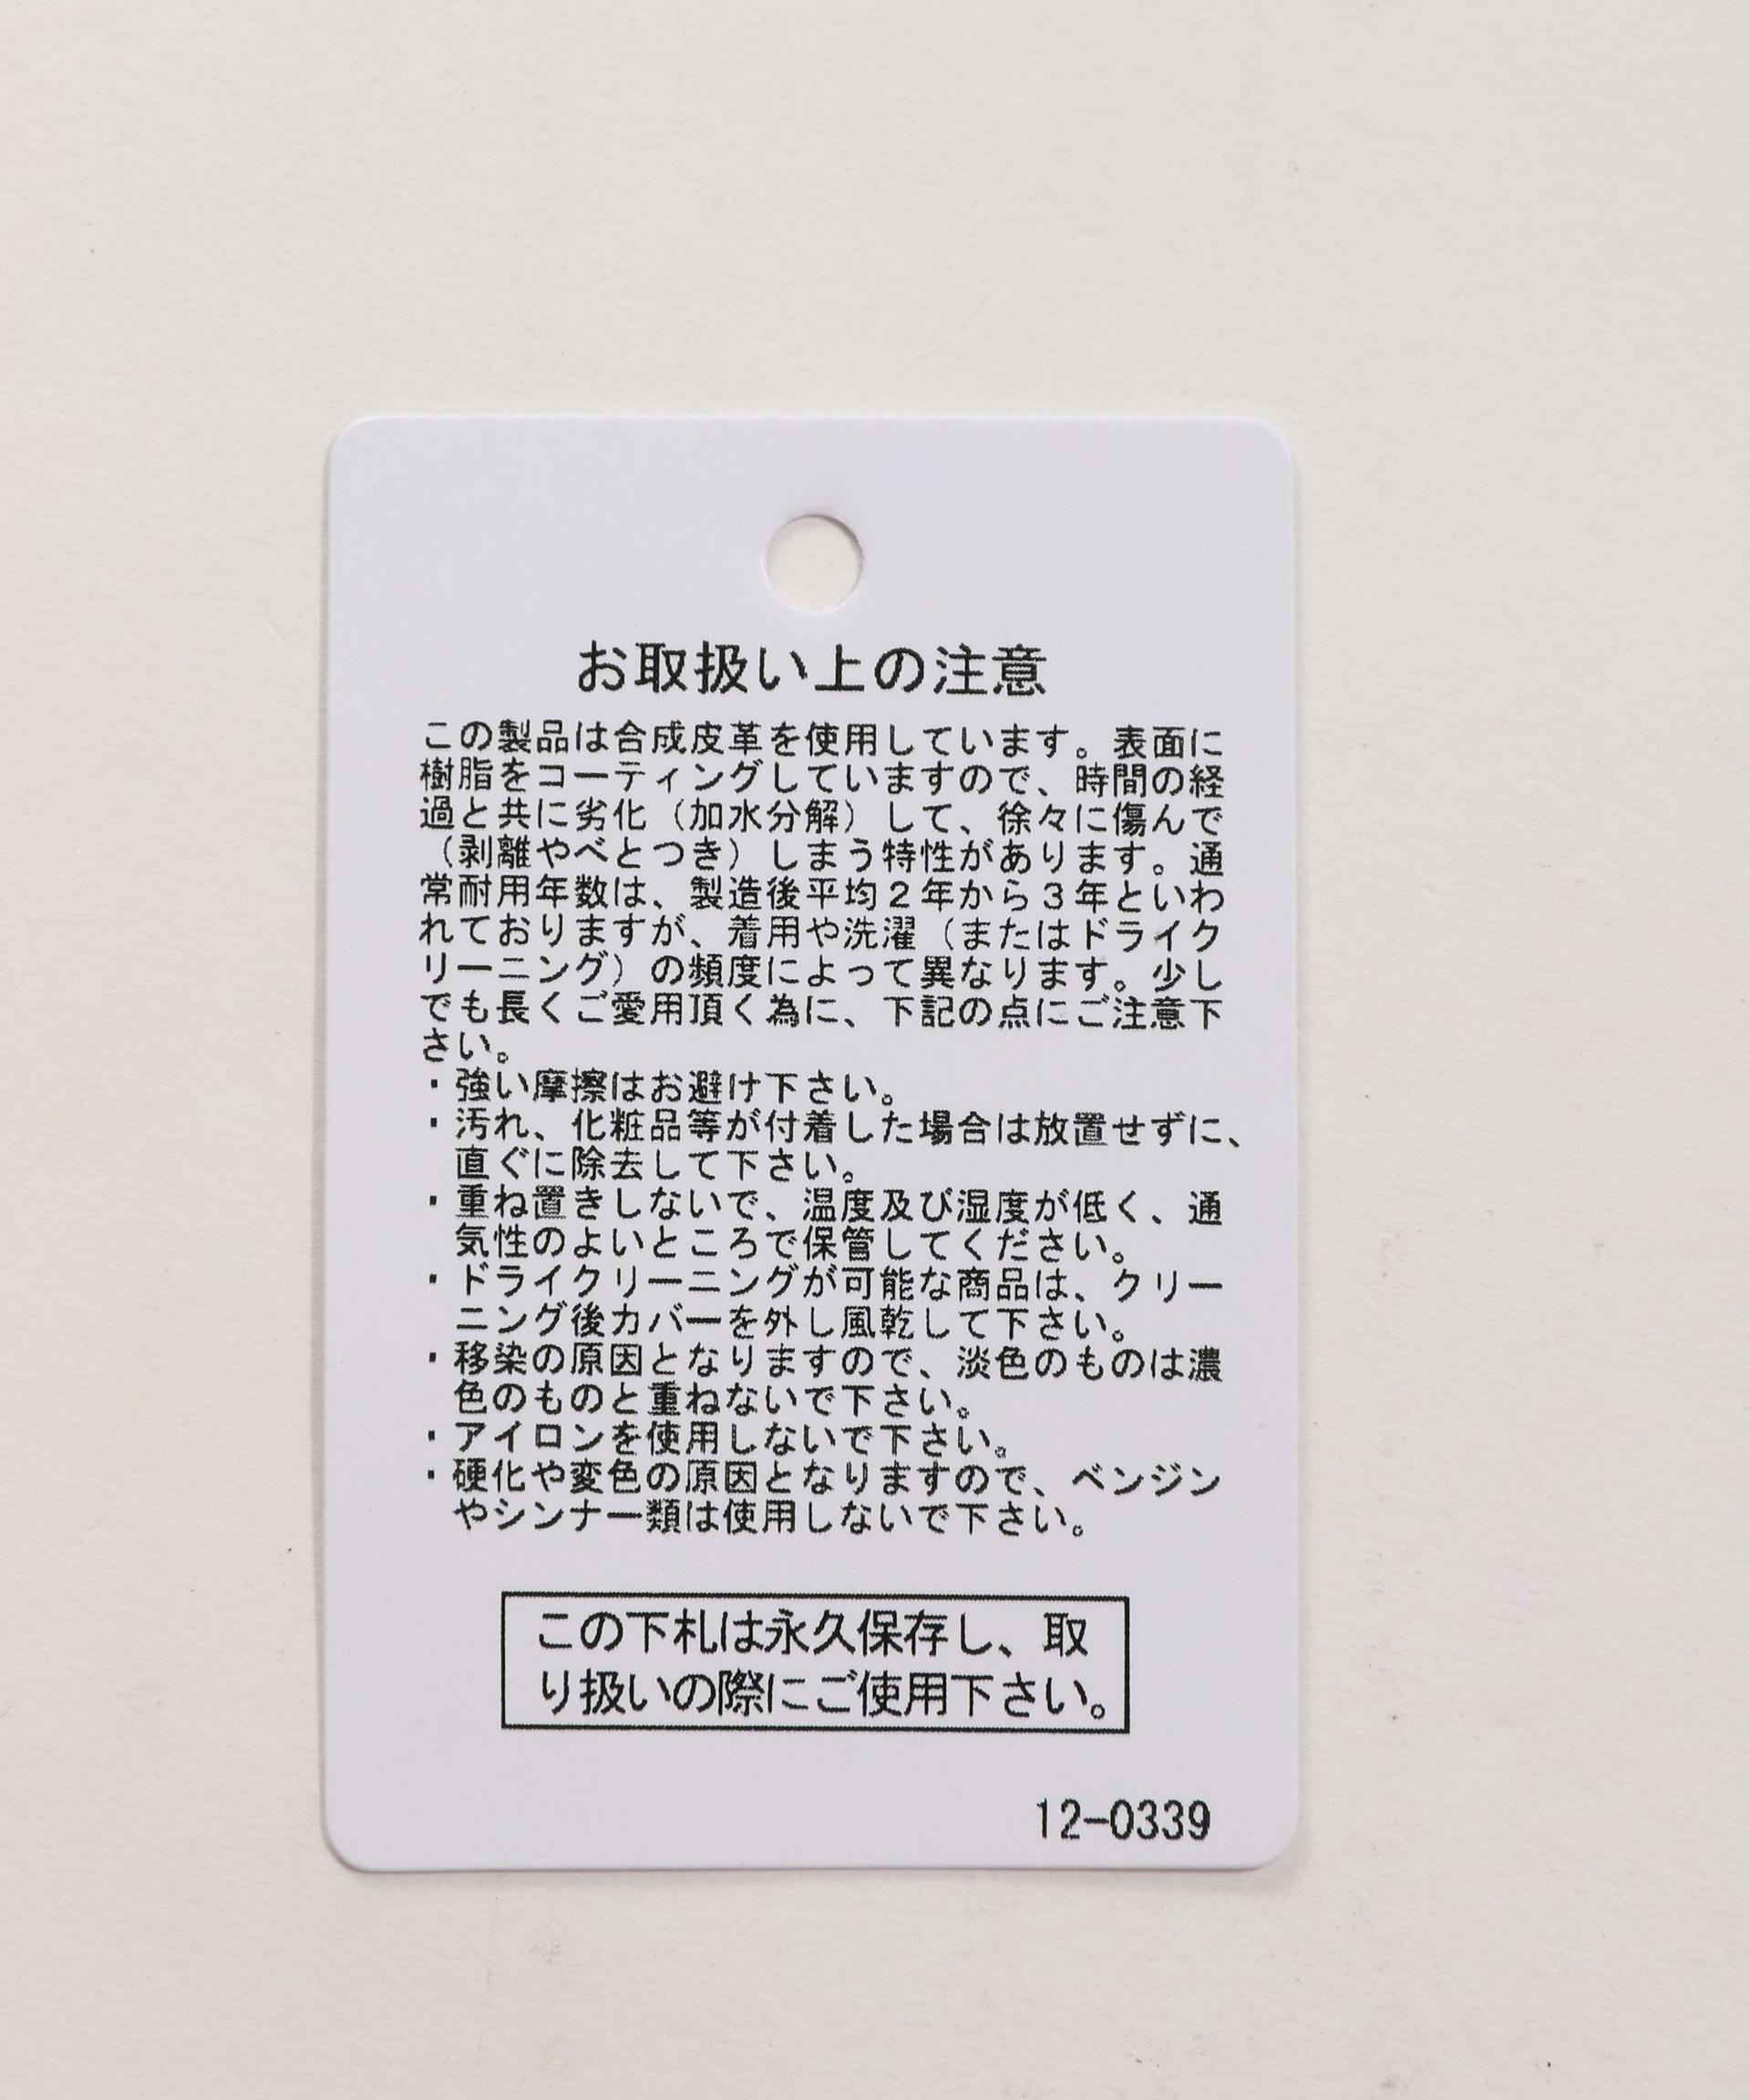 お取扱い上の注意
この製品は合成皮革を使用しています。表面に
樹脂をコーティングしていますので、時間の経
過と共に劣化（加水分解）して、徐々に傷んで
（剥離やべとつき）しまう特性があります。通
常耐用年数は、製造後平均２年から３年といわ
れておりますが、着用や洗濯（またはドライク
リーニング）の頻度によって異なります。少し
でも長くご愛用頂く為に、下記の点にご注意下
さい。
・強い摩擦はお避け下さい。
・汚れ、化粧品等が付着した場合は放置せずに、
直ぐに除去して下さい。
・重ね置きしないで、温度及び湿度が低く、通
気性のよいところで保管してください。
・ドライクリーニングが可能な商品は、クリー
ニング後カバーを外し風乾して下さい。
・移染の原因となりますので、淡色のものは濃
色のものと重ねないで下さい。
・アイロンを使用しないで下さい。
・硬化や変色の原因となりますので、ベンジン
やシンナー類は使用しないで下さい。
この下札は永久保存し、取
り扱いの際にご使用下さい。
12-0339